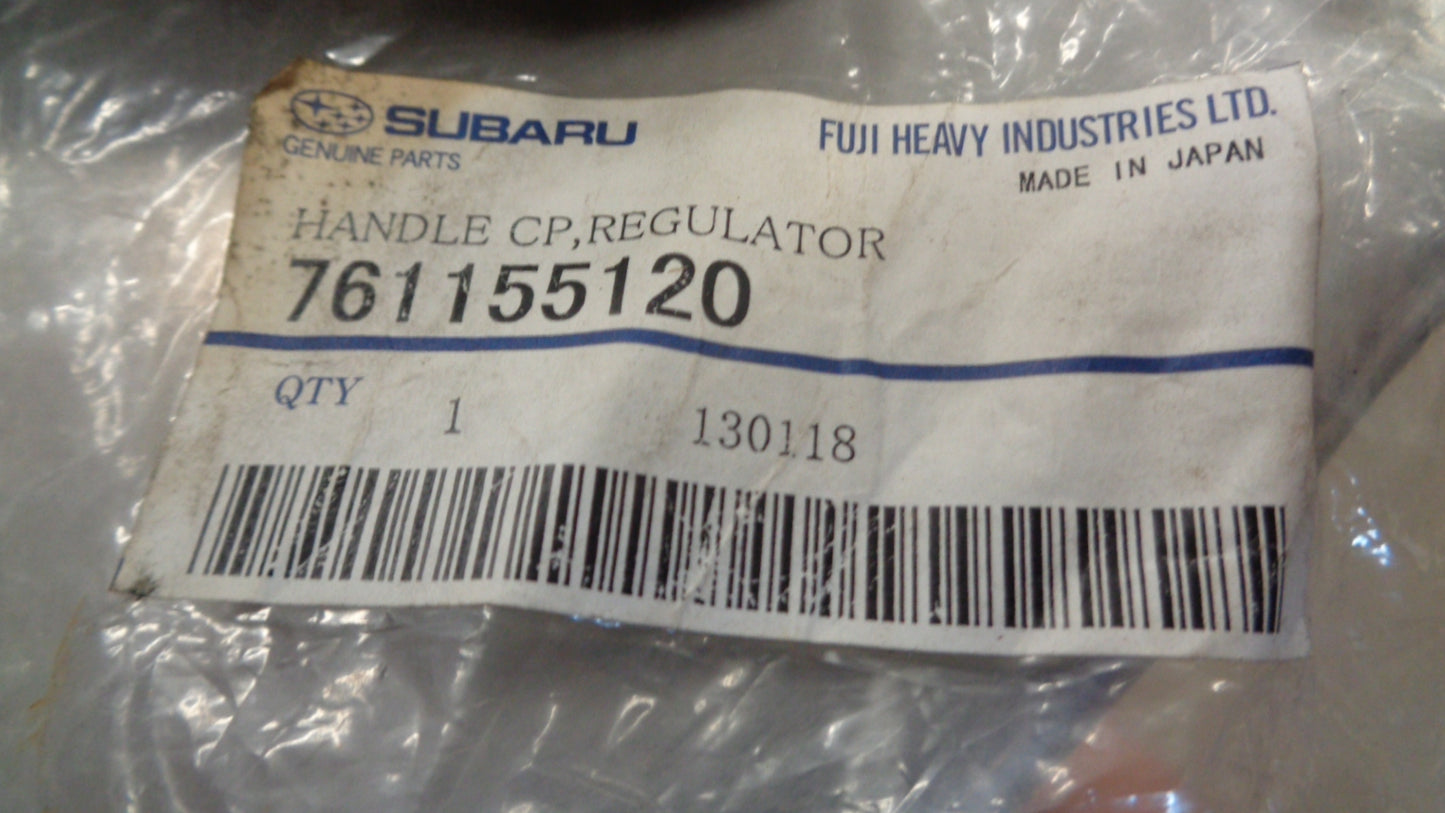 SUBARU
GENUINE PARTS
FUJI HEAVY INDUSTRIES LTD.
MADE IN JAPAN
HANDLE CP,REGULATOR
761155120
QTY 1 130118